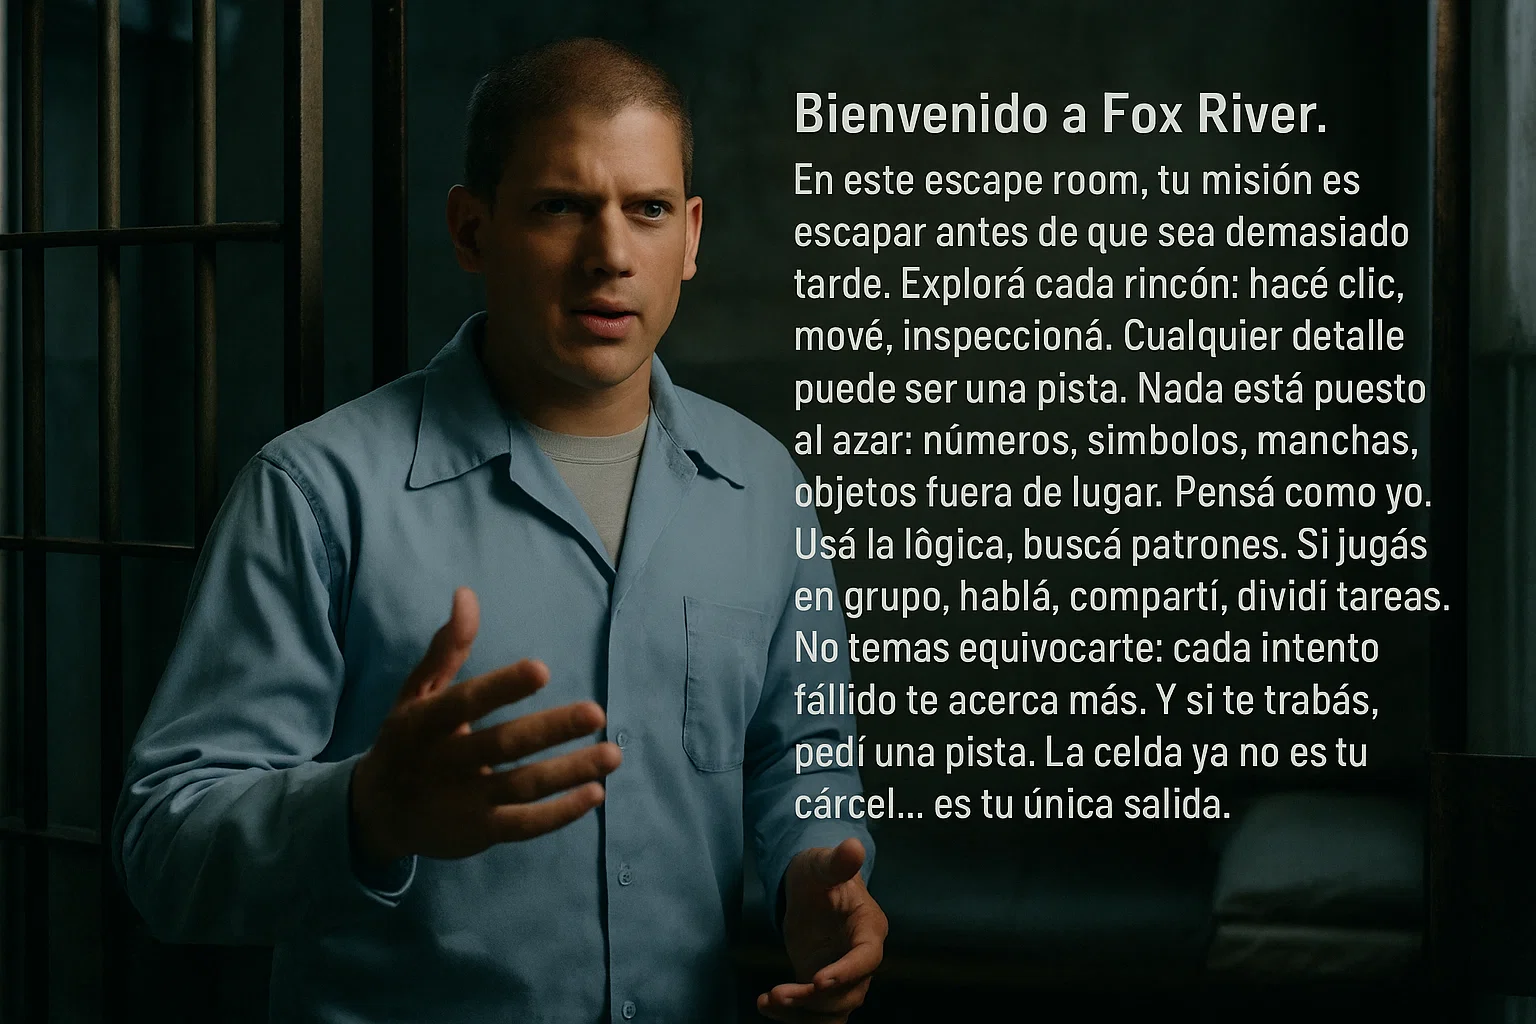 Bienvenido a Fox River.
En este escape room, tu misión es
escapar antes de que sea demasiado
tarde. Explorá cada rincón: hacé clic,
mové, inspeccioná. Cualquier detalle
puede ser una pista. Nada está puesto
al azar: números, simbolos, manchas,
objetos fuera de lugar. Pensá como yo.
Usá la lôgica, buscá patrones. Si jugás
en grupo, hablá, compartí, dividí tareas.
No temas equivocarte: cada intento
fállido te acerca más. Y si te trabás,
pedí una pista. La celda ya no es tu
cárcel... es tu única salida.